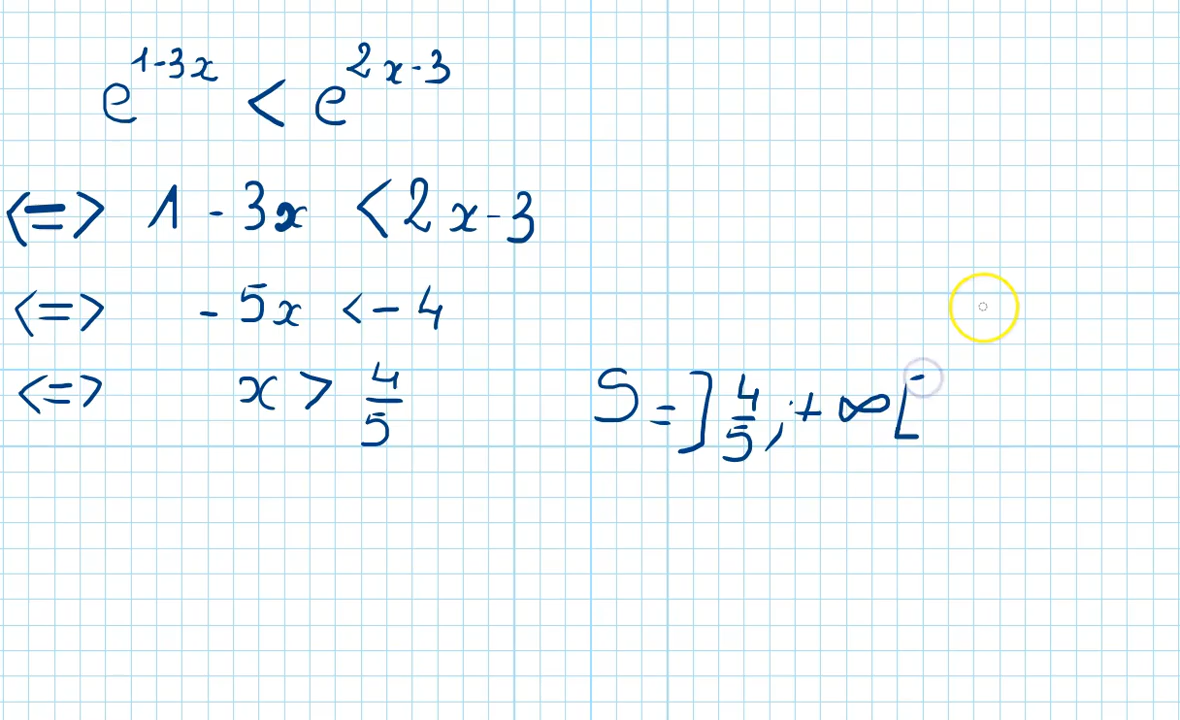 e^{1-3x} < e^{2x-3}
<=> 1 - 3x < 2x - 3
<=> - 5x < - 4
<=> x > 4/5 S = ]4/5 ; + ∞[